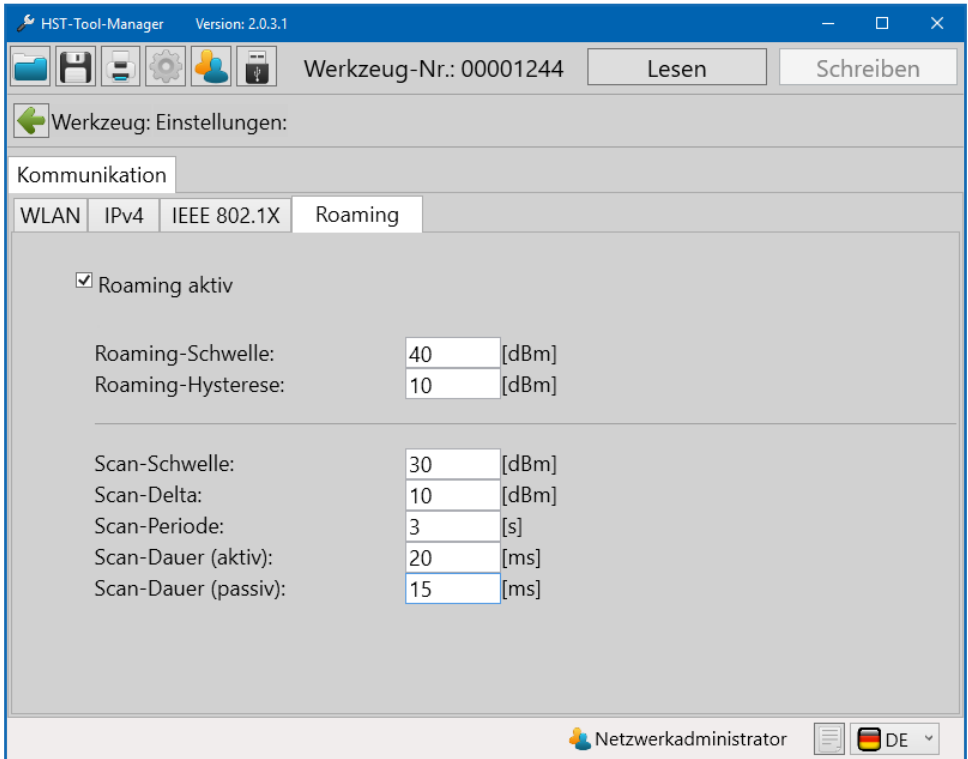 HST-Tool-Manager Version: 2.0.3.1
Werkzeug-Nr.: 00001244 Lesen Schreiben
Werkzeug: Einstellungen:
Kommunikation
WLAN IPv4 IEEE 802.1X Roaming
Roaming aktiv
Roaming-Schwelle: 40 [dBm]
Roaming-Hysterese: 10 [dBm]
Scan-Schwelle: 30 [dBm]
Scan-Delta: 10 [dBm]
Scan-Periode: 3 [s]
Scan-Dauer (aktiv): 20 [ms]
Scan-Dauer (passiv): 15 [ms]
Netzwerkadministrator DE